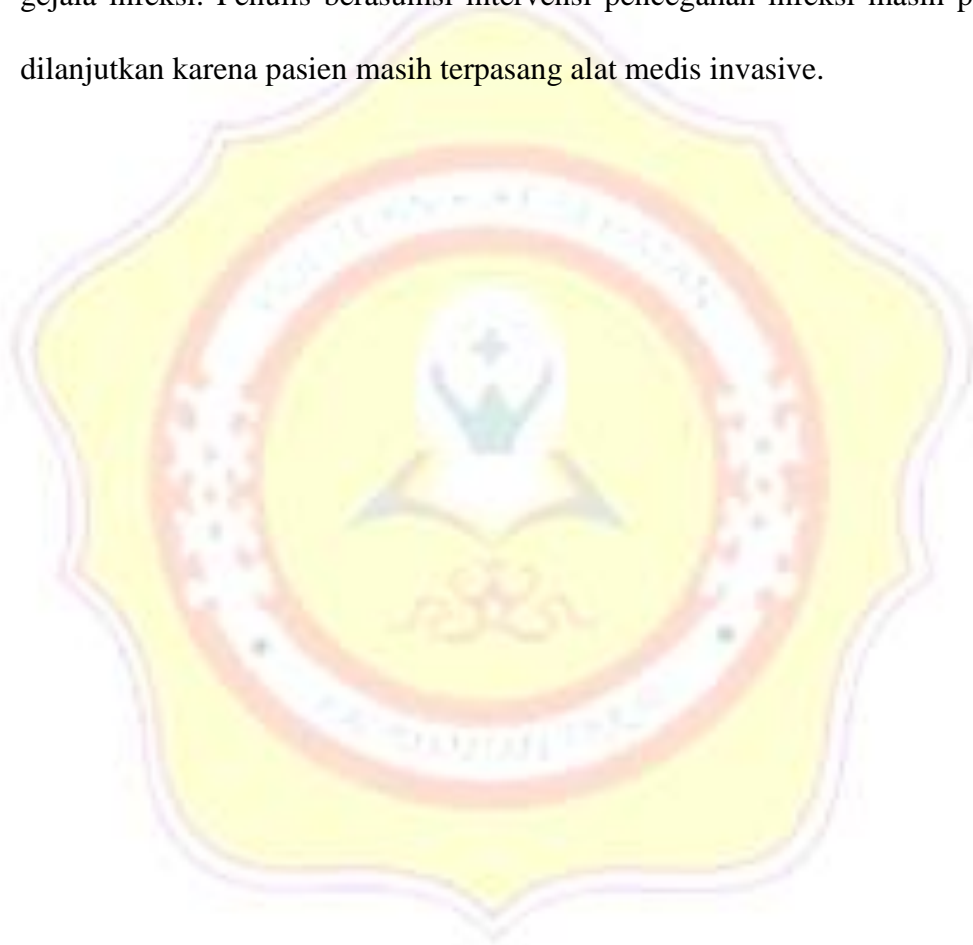 gejala infeksi. Penulis berasumsi intervensi pencegahan infeksi masih p
dilanjutkan karena pasien masih terpasang alat medis invasive.